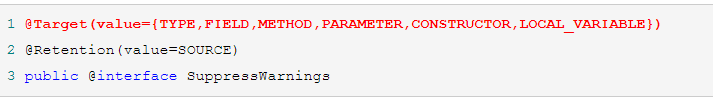 1 @Target(value={TYPE,FIELD,METHOD,PARAMETER,CONSTRUCTOR,LOCAL_VARIABLE})
2 @Retention(value=SOURCE)
3 public @interface SuppressWarnings